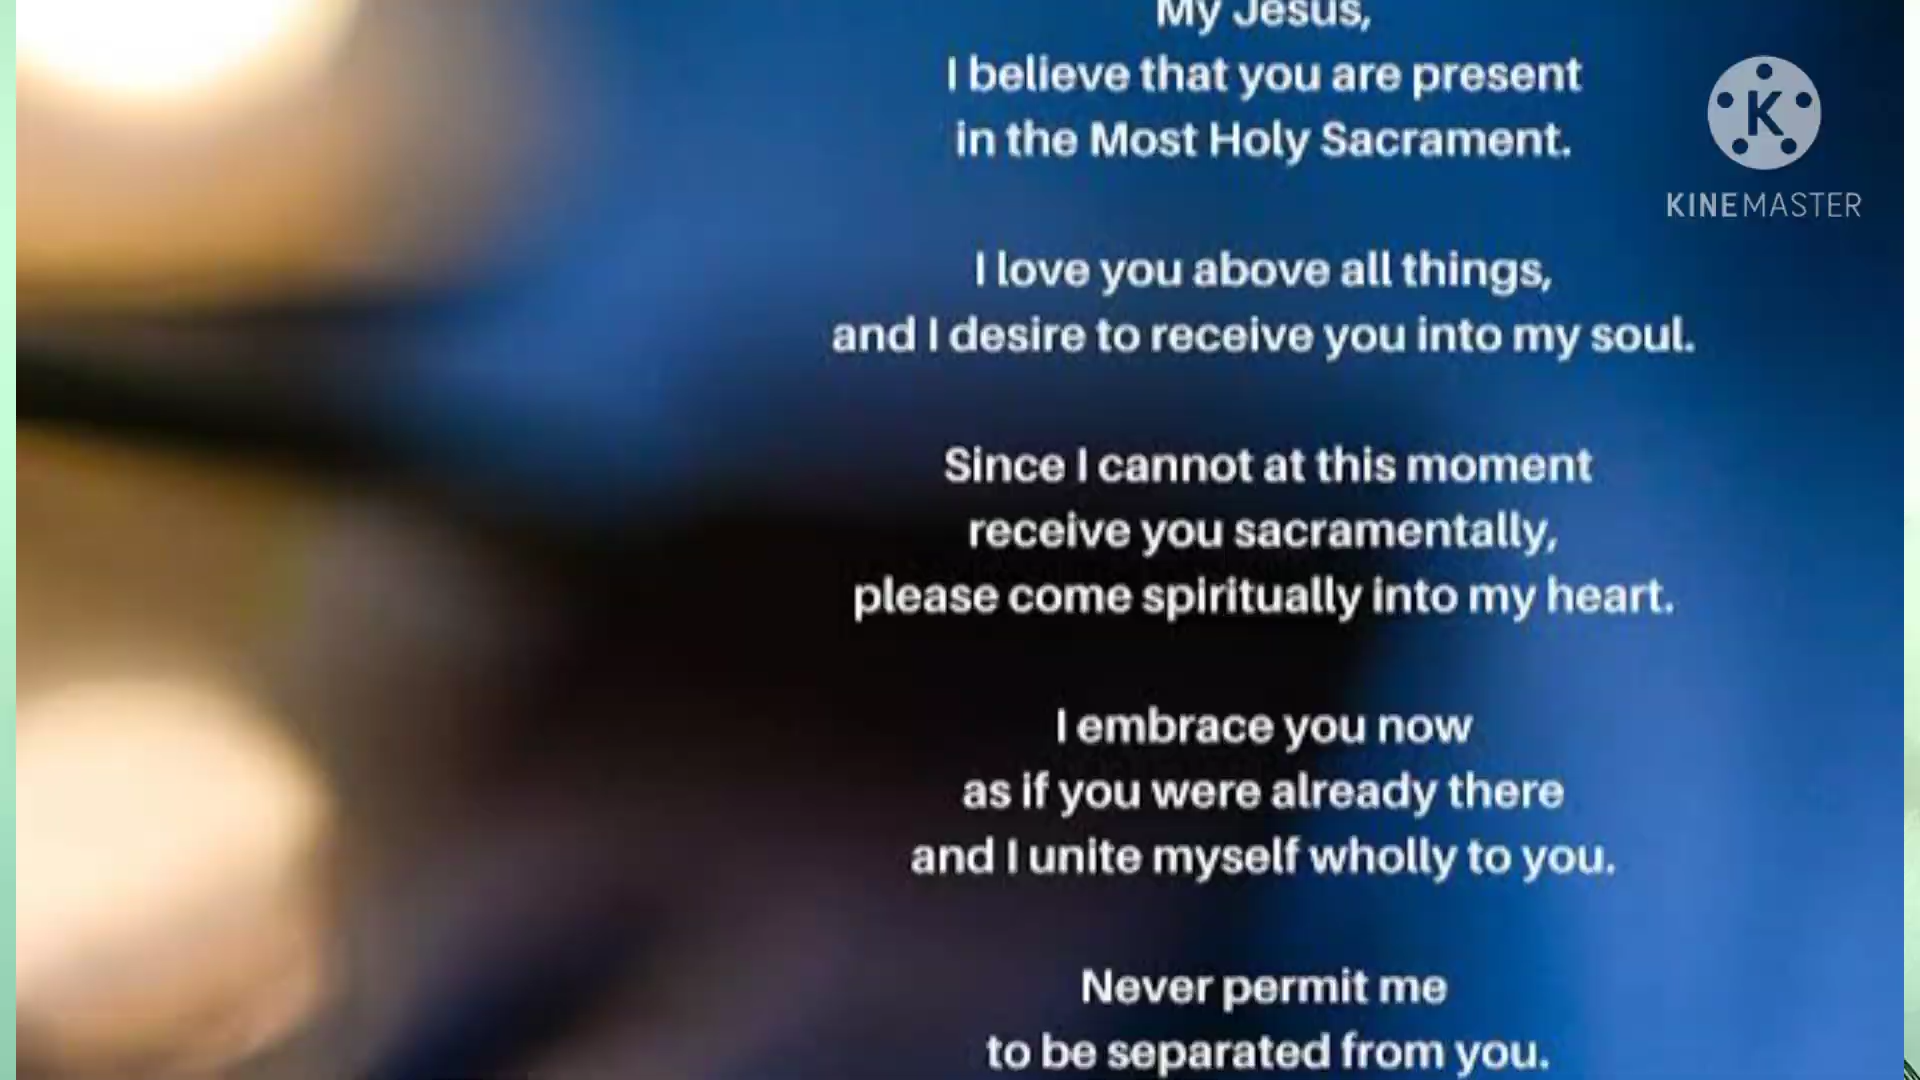 My Jesus,
I believe that you are present
in the Most Holy Sacrament.
I love you above all things,
and I desire to receive you into my soul.
Since I cannot at this moment
receive you sacramentally,
please come spiritually into my heart.
I embrace you now
as if you were already there
and I unite myself wholly to you.
Never permit me
to be separated from you.
K
KINEMASTER